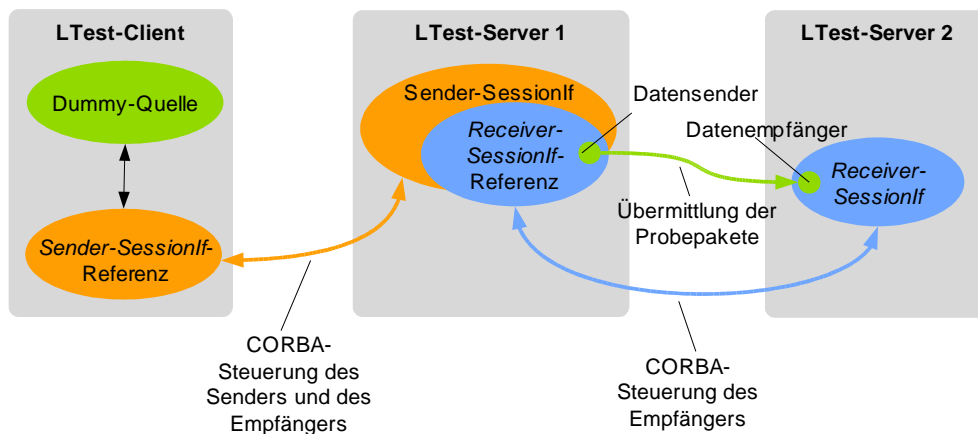 LTest-Client
Dummy-Quelle
Sender-SessionIf-
Referenz
LTest-Server 1
Sender-SessionIf
Receiver-
SessionIf-
Referenz
LTest-Server 2
Datensender
Datenempfänger
Receiver-
SessionIf
Übermittlung der
Probepakete
CORBA-
Steuerung des
Senders und des
Empfängers
CORBA-
Steuerung des
Empfängers